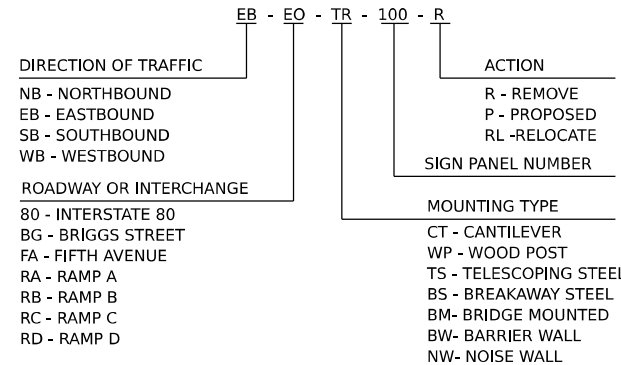 EB - EO - TR - 100 - R
DIRECTION OF TRAFFIC
NB - NORTHBOUND
EB - EASTBOUND
SB - SOUTHBOUND
WB - WESTBOUND
ROADWAY OR INTERCHANGE
80 - INTERSTATE 80
BG - BRIGGS STREET
FA - FIFTH AVENUE
RA - RAMP A
RB - RAMP B
RC - RAMP C
RD - RAMP D
ACTION
R - REMOVE
P - PROPOSED
RL -RELOCATE
SIGN PANEL NUMBER
MOUNTING TYPE
CT - CANTILEVER
WP - WOOD POST
TS - TELESCOPING STEEL
BS - BREAKAWAY STEEL
BM- BRIDGE MOUNTED
BW- BARRIER WALL
NW- NOISE WALL